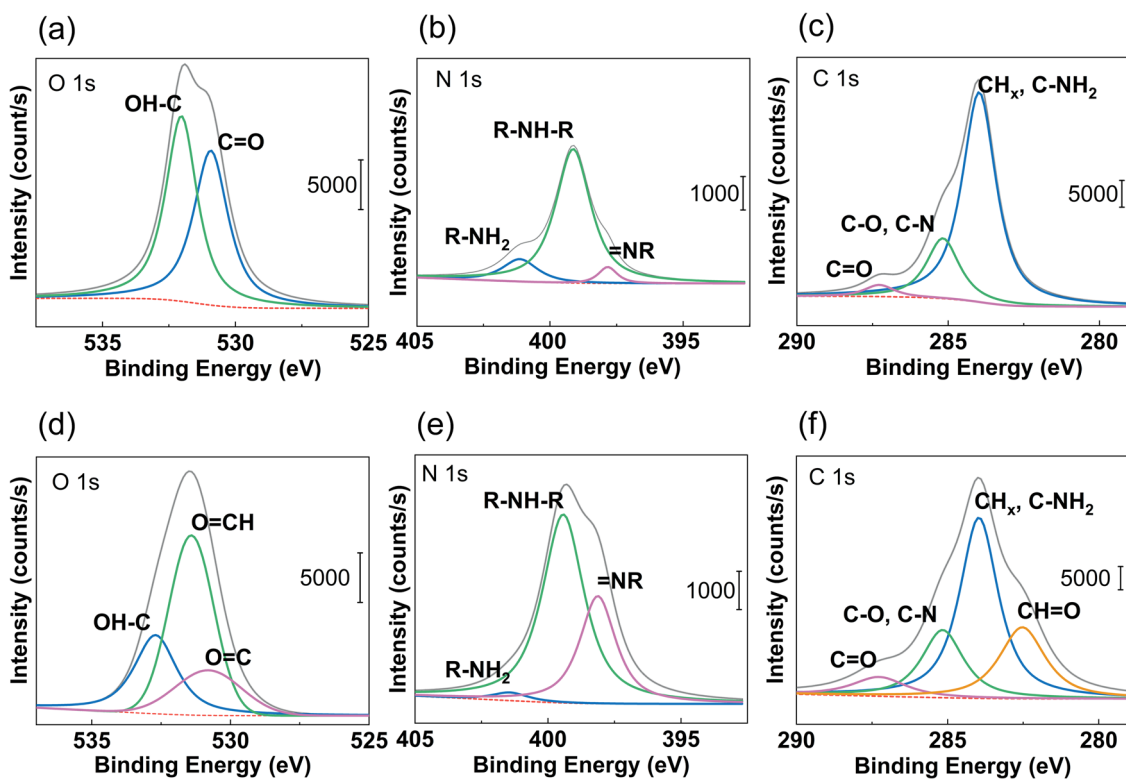 (a)
O 1s
OH-C
C=O
5000
Intensity (counts/s)
535
530
525
Binding Energy (eV)
(b)
N 1s
R-NH-R
R-NH₂
=NR
1000
Intensity (counts/s)
405
400
395
Binding Energy (eV)
(c)
C 1s
CHₓ, C-NH₂
C-O, C-N
C=O
5000
Intensity (counts/s)
290
285
280
Binding Energy (eV)
(d)
O 1s
O=CH
OH-C
O=C
5000
Intensity (counts/s)
535
530
525
Binding Energy (eV)
(e)
N 1s
R-NH-R
=NR
R-NH₂
1000
Intensity (counts/s)
405
400
395
Binding Energy (eV)
(f)
C 1s
CHₓ, C-NH₂
C-O, C-N
CH=O
C=O
5000
Intensity (counts/s)
290
285
280
Binding Energy (eV)